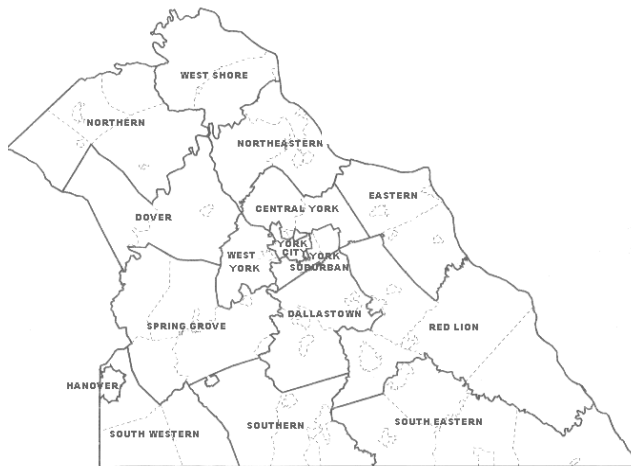 WEST SHORE
NORTHERN
NORTHEASTERN
EASTERN
CENTRAL YORK
DOVER
YORK
CITY
WEST
YORK
YORK
SUBURBAN
DALLASTOWN
SPRING GROVE
RED LION
HANOVER
SOUTH WESTERN
SOUTHERN
SOUTH EASTERN